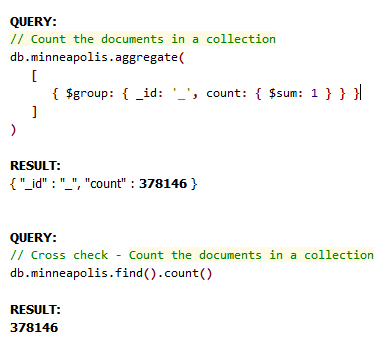 QUERY:
// Count the documents in a collection
db.minneapolis.aggregate(
[
{ $group: { _id: '_', count: { $sum: 1 } } }
]
)
RESULT:
{ "_id" : "_", "count" : 378146 }
QUERY:
// Cross check - Count the documents in a collection
db.minneapolis.find().count()
RESULT:
378146